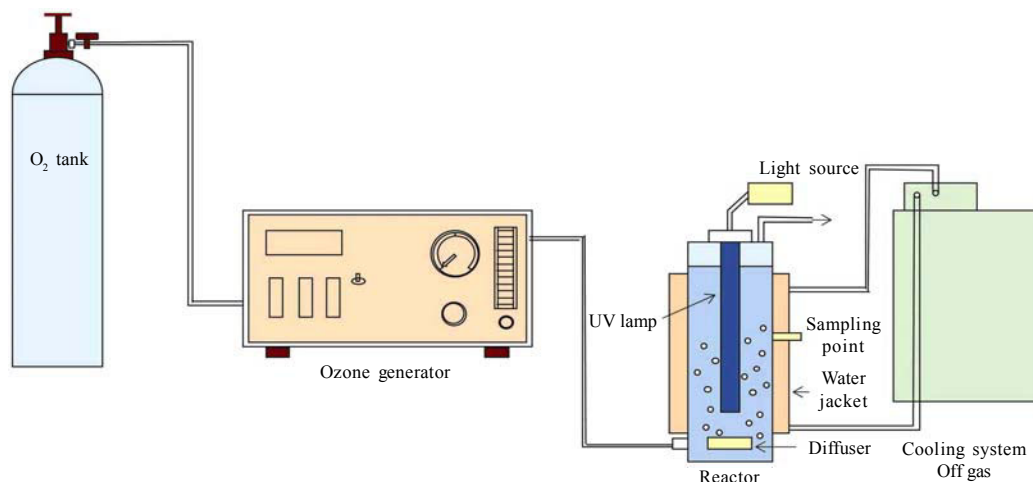 O₂ tank
Light source
UV lamp
Sampling
point
Ozone generator
Water
jacket
Diffuser
Cooling system
Off gas
Reactor